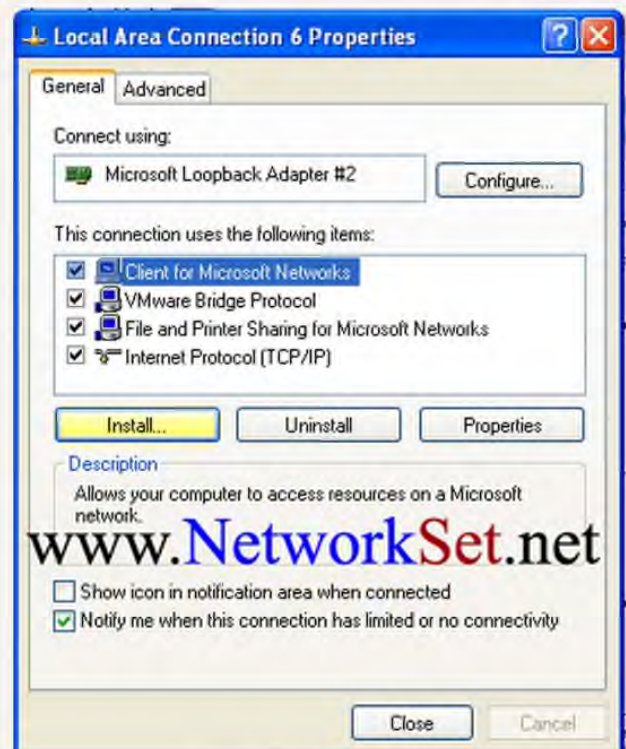 Local Area Connection 6 Properties
General Advanced
Connect using:
Microsoft Loopback Adapter #2
Configure...
This connection uses the following items:
Client for Microsoft Networks
VMware Bridge Protocol
File and Printer Sharing for Microsoft Networks
Internet Protocol (TCP/IP)
Install... Uninstall Properties
Description
Allows your computer to access resources on a Microsoft
network.
www.NetworkSet.net
Show icon in notification area when connected
Notify me when this connection has limited or no connectivity
Close Cancel